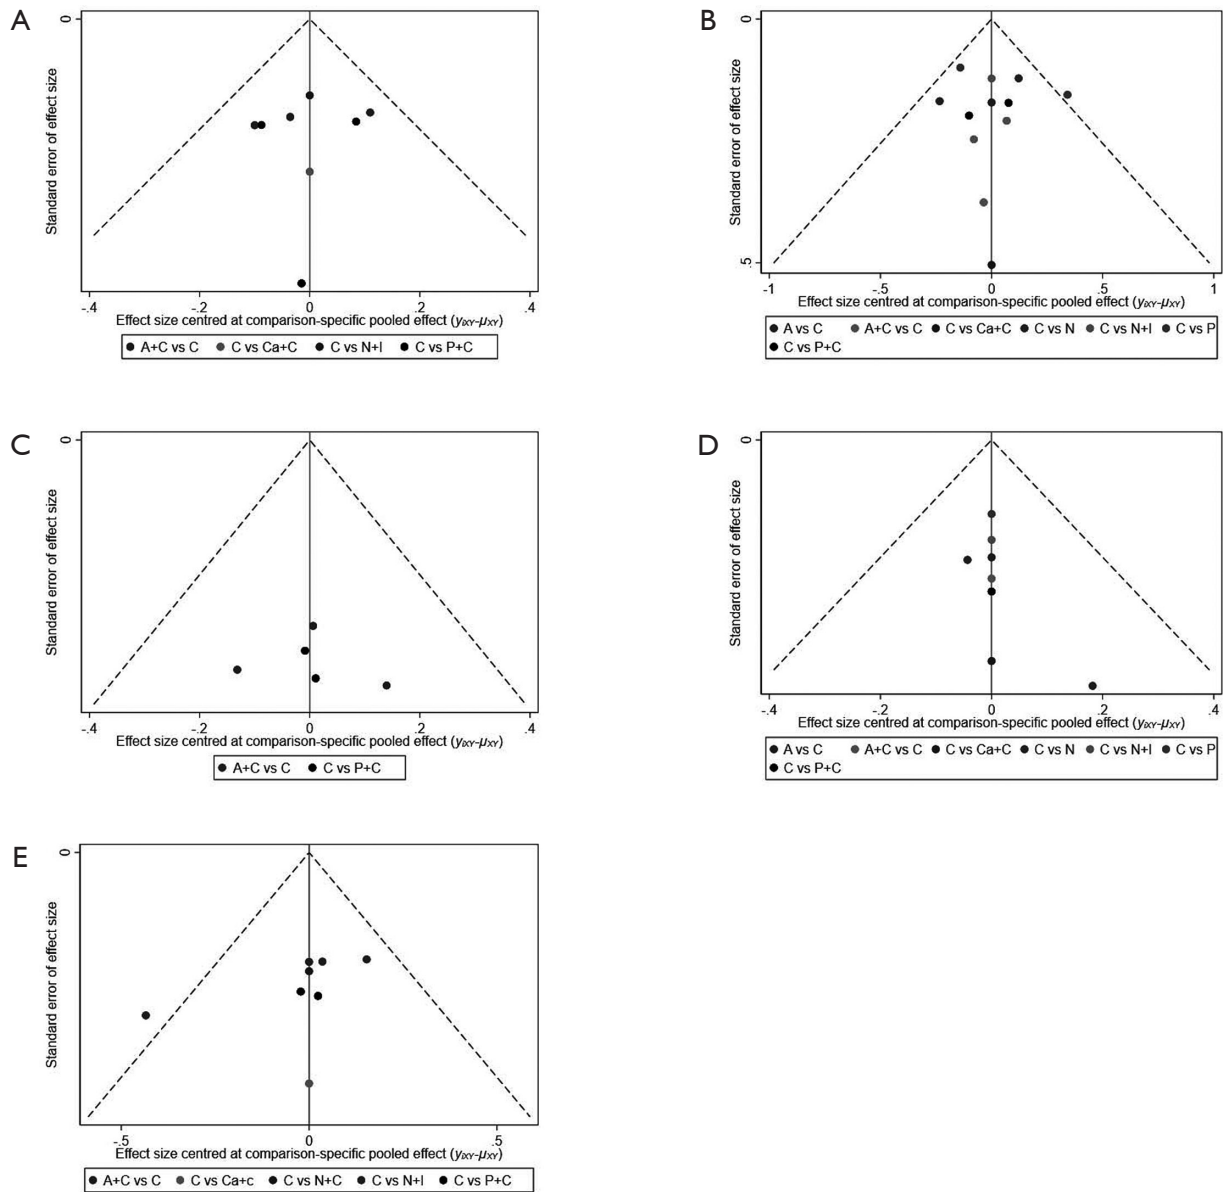 A
0
Standard error of effect size
-.4 -.2 0 .2 .4
Effect size centred at comparison-specific pooled effect (yiXY-μXY)
A+C vs C C vs Ca+C C vs N+I C vs P+C
B
0
.5
Standard error of effect size
-1 -.5 0 .5 1
Effect size centred at comparison-specific pooled effect (yiXY-μXY)
A vs C A+C vs C C vs Ca+C C vs N C vs N+I C vs P
C vs P+C
C
0
Standard error of effect size
-.4 -.2 0 .2 .4
Effect size centred at comparison-specific pooled effect (yiXY-μXY)
A+C vs C C vs P+C
D
0
Standard error of effect size
-.4 -.2 0 .2 .4
Effect size centred at comparison-specific pooled effect (yiXY-μXY)
A vs C A+C vs C C vs Ca+C C vs N C vs N+I C vs P
C vs P+C
E
0
Standard error of effect size
-.5 0 .5
Effect size centred at comparison-specific pooled effect (yiXY-μXY)
A+C vs C C vs Ca+c C vs N+C C vs N+I C vs P+C